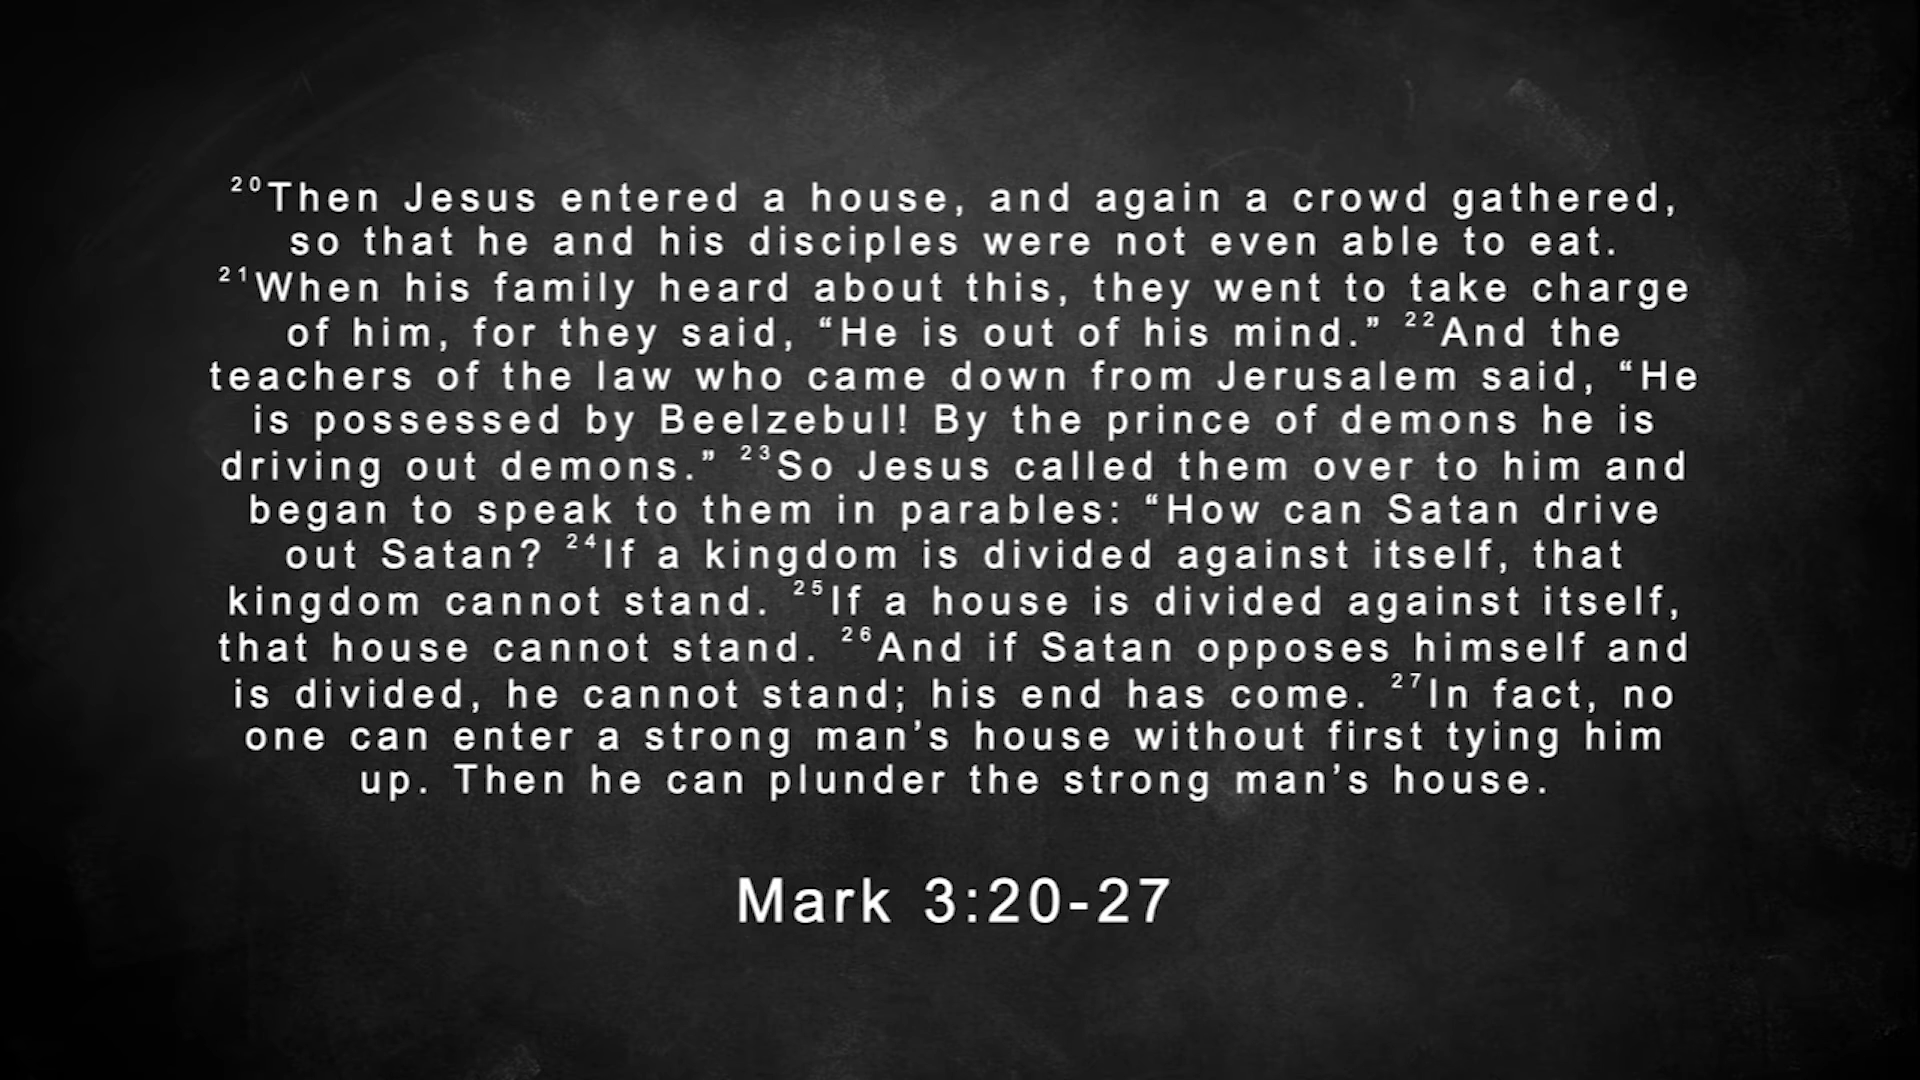 20Then Jesus entered a house, and again a crowd gathered,
so that he and his disciples were not even able to eat.
21When his family heard about this, they went to take charge
of him, for they said, “He is out of his mind.” 22And the
teachers of the law who came down from Jerusalem said, “He
is possessed by Beelzebul! By the prince of demons he is
driving out demons.” 23So Jesus called them over to him and
began to speak to them in parables: “How can Satan drive
out Satan? 24If a kingdom is divided against itself, that
kingdom cannot stand. 25If a house is divided against itself,
that house cannot stand. 26And if Satan opposes himself and
is divided, he cannot stand; his end has come. 27In fact, no
one can enter a strong man’s house without first tying him
up. Then he can plunder the strong man’s house.
Mark 3:20-27